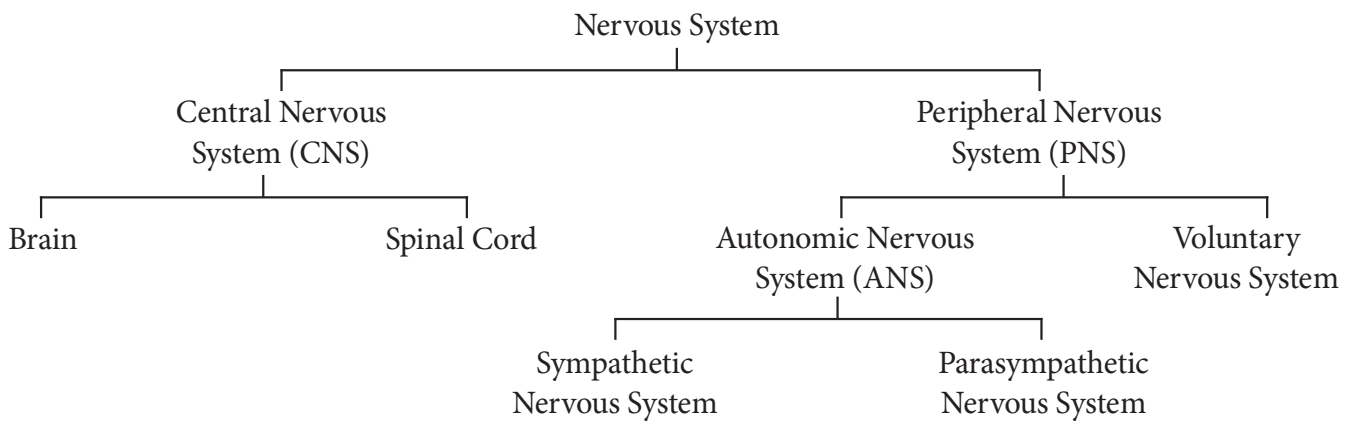 Nervous System
Central Nervous
System (CNS)
Peripheral Nervous
System (PNS)
Brain
Spinal Cord
Autonomic Nervous
System (ANS)
Voluntary
Nervous System
Sympathetic
Nervous System
Parasympathetic
Nervous System